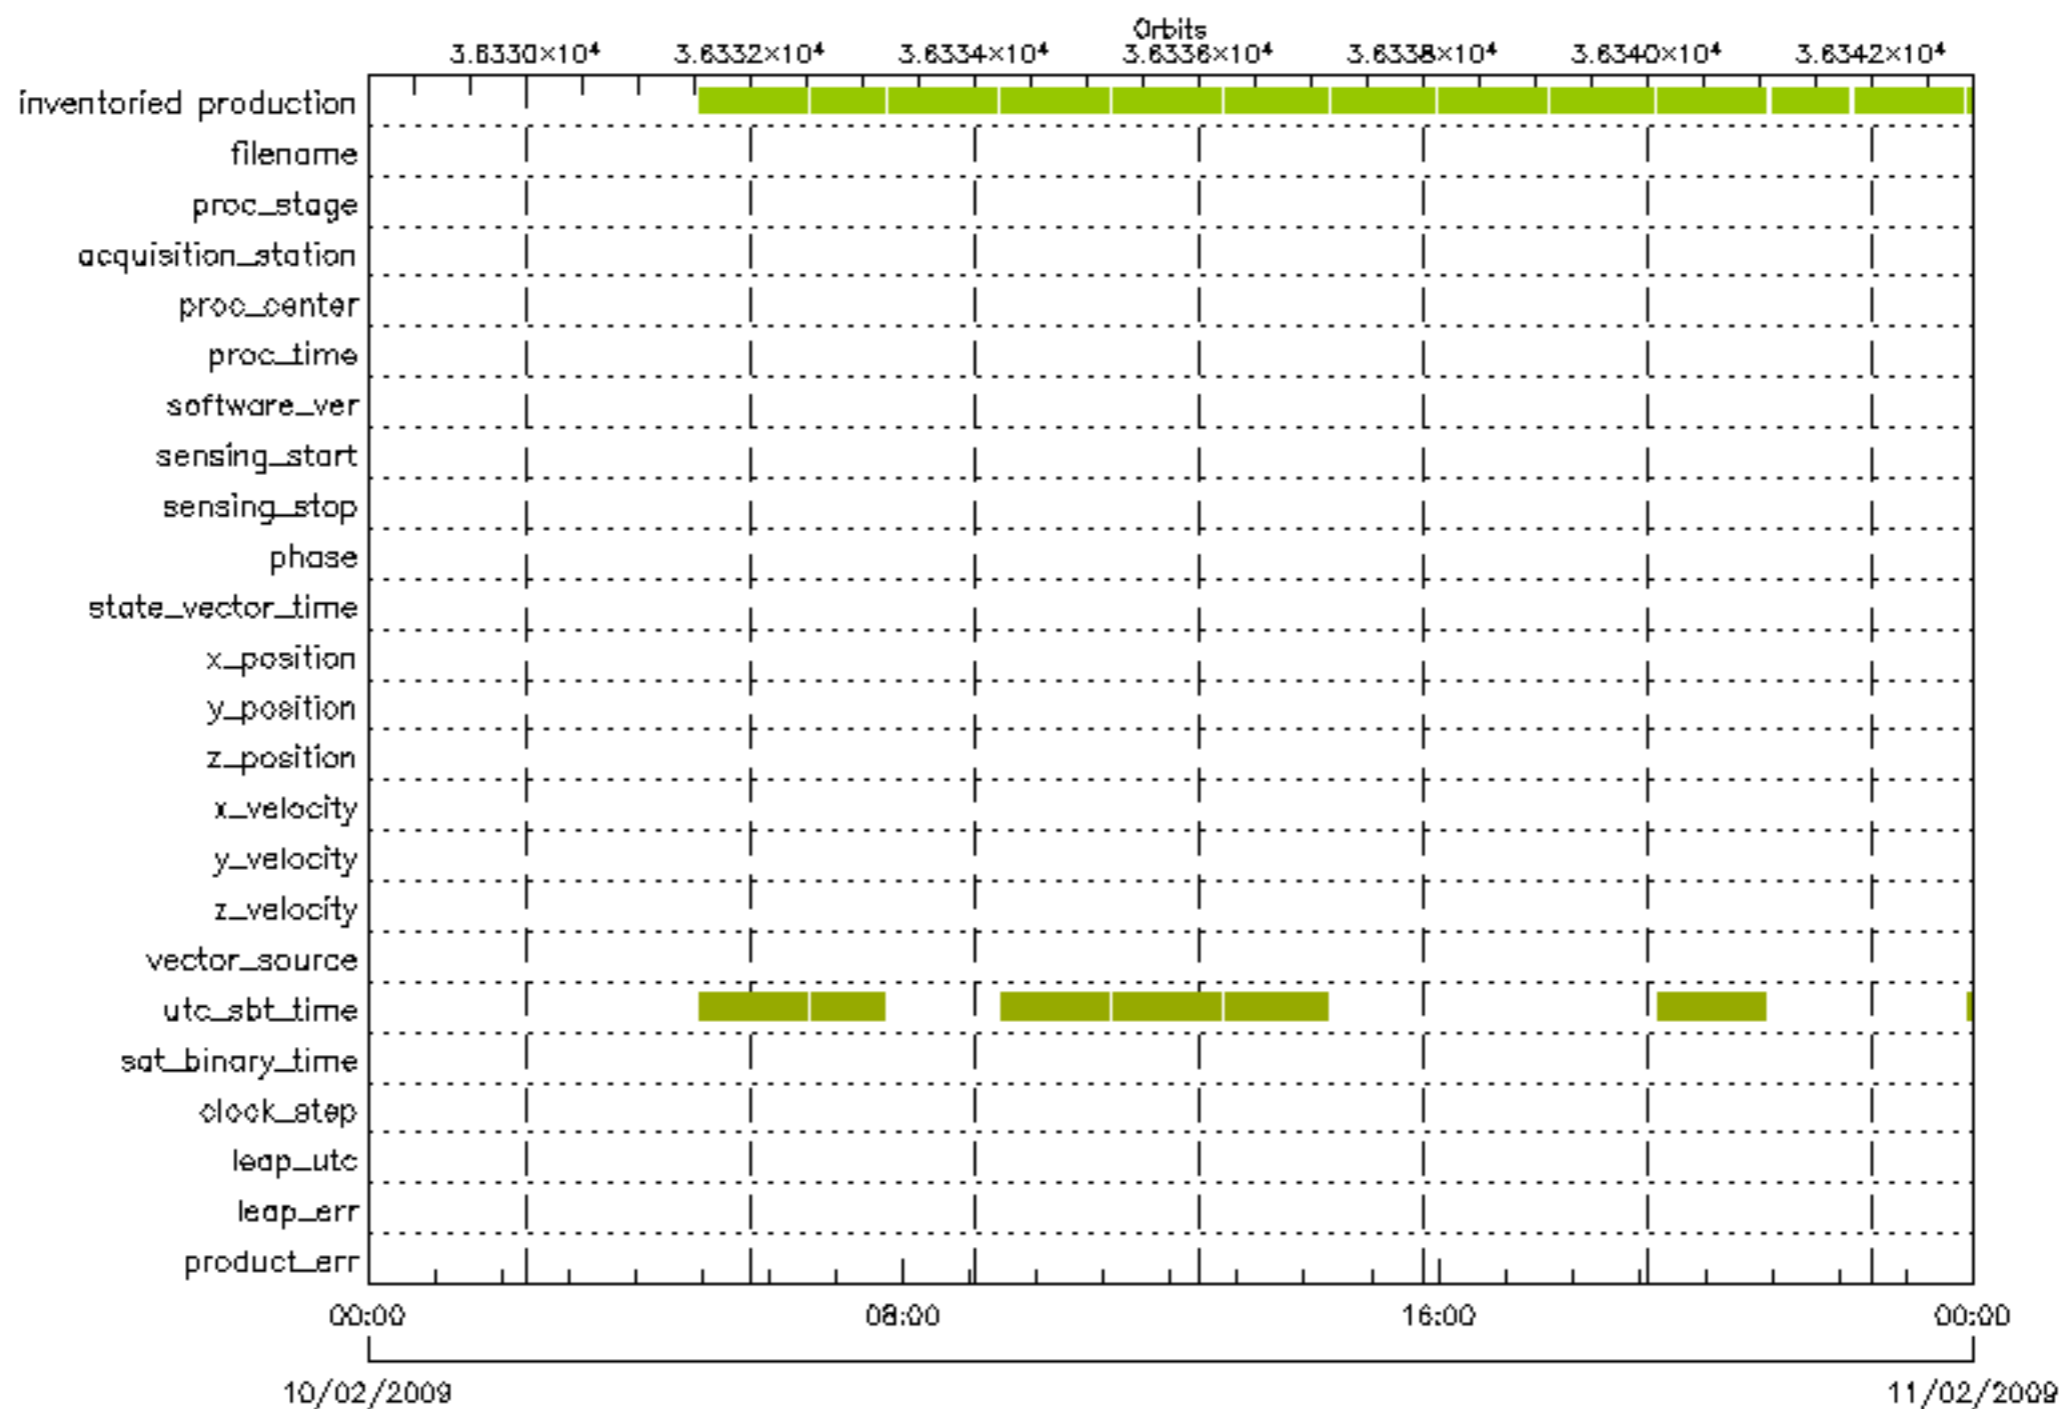 Orbits
3.6330×10⁴ 3.6332×10⁴ 3.6334×10⁴ 3.6336×10⁴ 3.6338×10⁴ 3.6340×10⁴ 3.6342×10⁴
inventoried production
filename
proc_stage
acquisition_station
proc_center
proc_time
software_ver
sensing_start
sensing_stop
phase
state_vector_time
x_position
y_position
z_position
x_velocity
y_velocity
z_velocity
vector_source
utc_sbt_time
sat_binary_time
clock_step
leap_utc
leap_err
product_err
00:00 08:00 16:00 00:00
10/02/2009 11/02/2009